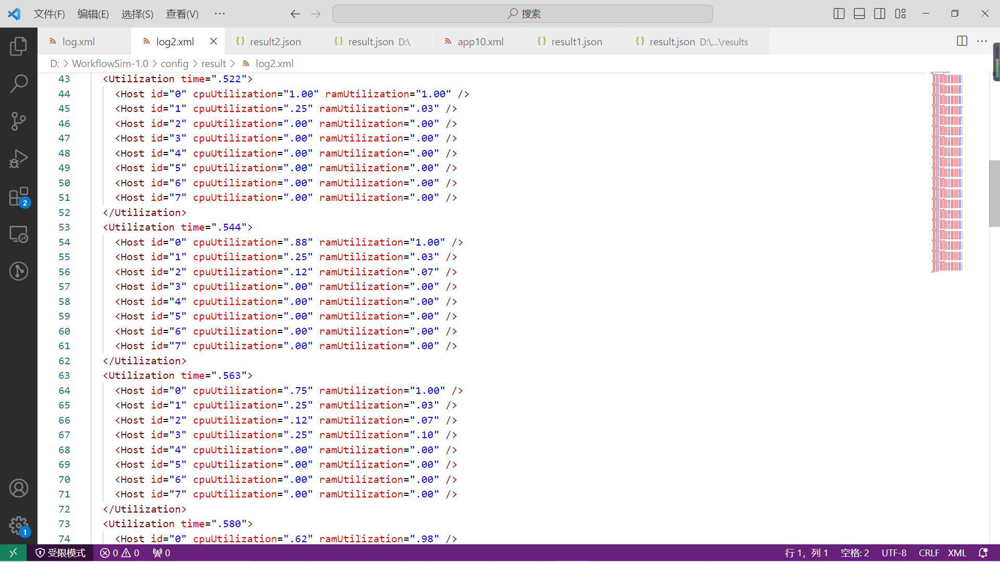 文件(F) 编辑(E) 选择(S) 查看(V) ··· 搜索
log.xml log2.xml result2.json result.json D:\ app10.xml result1.json result.json D:\...\results
D: > WorkflowSim-1.0 > config > result > log2.xml
43 <Utilization time=".522">
44 <Host id="0" cpuUtilization="1.00" ramUtilization="1.00" />
45 <Host id="1" cpuUtilization=".25" ramUtilization=".03" />
46 <Host id="2" cpuUtilization=".00" ramUtilization=".00" />
47 <Host id="3" cpuUtilization=".00" ramUtilization=".00" />
48 <Host id="4" cpuUtilization=".00" ramUtilization=".00" />
49 <Host id="5" cpuUtilization=".00" ramUtilization=".00" />
50 <Host id="6" cpuUtilization=".00" ramUtilization=".00" />
51 <Host id="7" cpuUtilization=".00" ramUtilization=".00" />
52 </Utilization>
53 <Utilization time=".544">
54 <Host id="0" cpuUtilization=".88" ramUtilization="1.00" />
55 <Host id="1" cpuUtilization=".25" ramUtilization=".03" />
56 <Host id="2" cpuUtilization=".12" ramUtilization=".07" />
57 <Host id="3" cpuUtilization=".00" ramUtilization=".00" />
58 <Host id="4" cpuUtilization=".00" ramUtilization=".00" />
59 <Host id="5" cpuUtilization=".00" ramUtilization=".00" />
60 <Host id="6" cpuUtilization=".00" ramUtilization=".00" />
61 <Host id="7" cpuUtilization=".00" ramUtilization=".00" />
62 </Utilization>
63 <Utilization time=".563">
64 <Host id="0" cpuUtilization=".75" ramUtilization="1.00" />
65 <Host id="1" cpuUtilization=".25" ramUtilization=".03" />
66 <Host id="2" cpuUtilization=".12" ramUtilization=".07" />
67 <Host id="3" cpuUtilization=".25" ramUtilization=".10" />
68 <Host id="4" cpuUtilization=".00" ramUtilization=".00" />
69 <Host id="5" cpuUtilization=".00" ramUtilization=".00" />
70 <Host id="6" cpuUtilization=".00" ramUtilization=".00" />
71 <Host id="7" cpuUtilization=".00" ramUtilization=".00" />
72 </Utilization>
73 <Utilization time=".580">
74 <Host id="0" cpuUtilization=".62" ramUtilization=".98" />
2
1
受限模式 0 0 0 行 1，列 1 空格: 2 UTF-8 CRLF XML